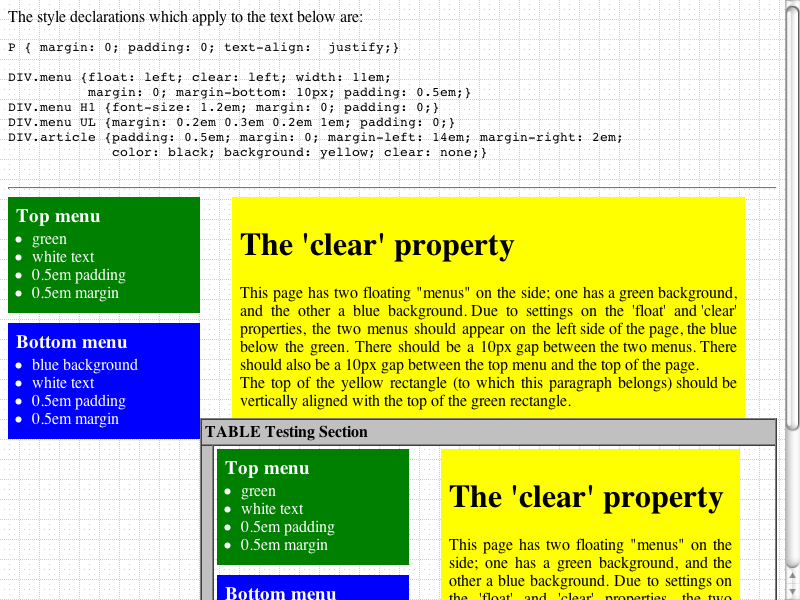 The style declarations which apply to the text below are:
P { margin: 0; padding: 0; text-align:  justify;}
DIV.menu {float: left; clear: left; width: 11em;
          margin: 0; margin-bottom: 10px; padding: 0.5em;}
DIV.menu H1 {font-size: 1.2em; margin: 0; padding: 0;}
DIV.menu UL {margin: 0.2em 0.3em 0.2em 1em; padding: 0;}
DIV.article {padding: 0.5em; margin: 0; margin-left: 14em; margin-right: 2em;
             color: black; background: yellow; clear: none;}
Top menu
green
white text
0.5em padding
0.5em margin
Bottom menu
blue background
white text
0.5em padding
0.5em margin
The 'clear' property
This page has two floating "menus" on the side; one has a green background,
and the other a blue background. Due to settings on the 'float' and 'clear'
properties, the two menus should appear on the left side of the page, the blue
below the green. There should be a 10px gap between the two menus. There
should also be a 10px gap between the top menu and the top of the page.
The top of the yellow rectangle (to which this paragraph belongs) should be
vertically aligned with the top of the green rectangle.
TABLE Testing Section
Top menu
green
white text
0.5em padding
0.5em margin
Bottom menu
The 'clear' property
This page has two floating "menus" on the
side; one has a green background, and the
other a blue background. Due to settings on
the 'float' and 'clear' properties, the two